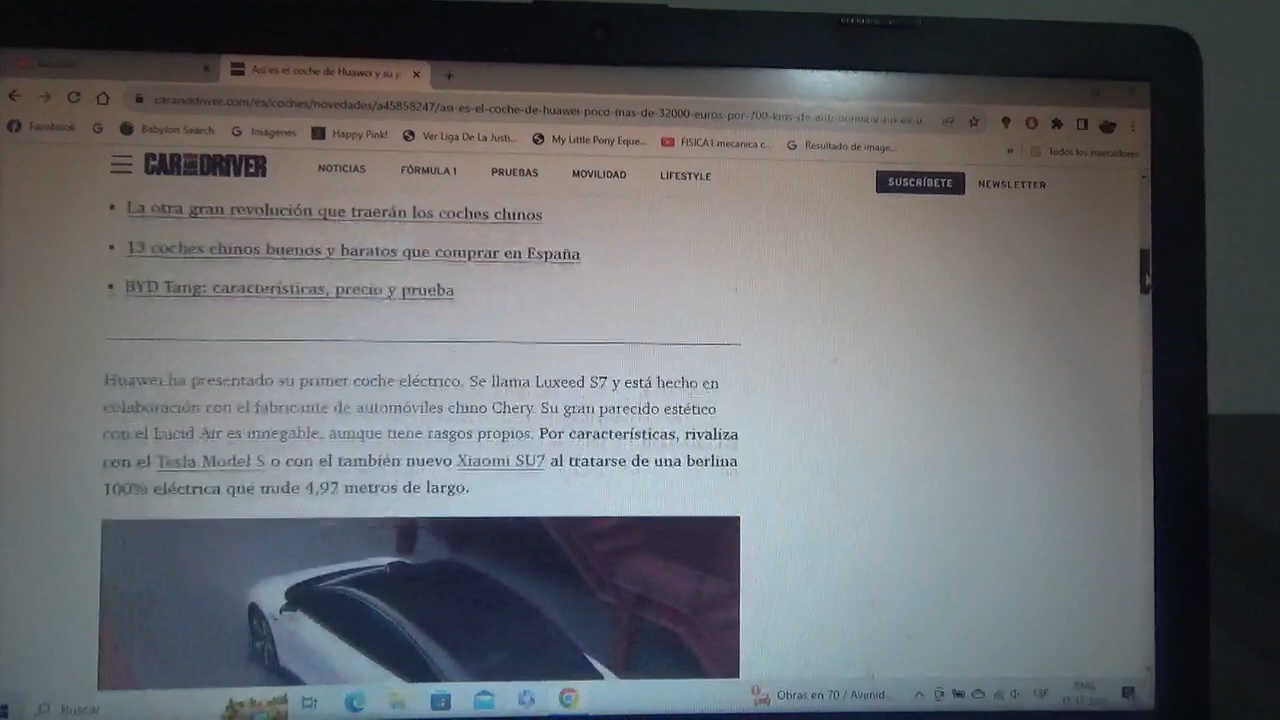 Así es el coche de Huawei y su p
carandriver.com/es/coches/novedades/a45858247/asi-es-el-coche-de-huawei-poco-mas-de-32000-euros-por-700-kms-de-
Facebook
Babylon Search
Imágenes
Happy Pink!
Ver Liga De La Justi...
My Little Pony Eque...
FISICA I mecanica c...
Resultado de image...
»
Todos los marcadores
CAR AND DRIVER
NOTICIAS
FÓRMULA 1
PRUEBAS
MOVILIDAD
LIFESTYLE
SUSCRÍBETE
NEWSLETTER
• La otra gran revolución que traerán los coches chinos
• 13 coches chinos buenos y baratos que comprar en España
• BYD Tang: características, precio y prueba
Huawei ha presentado su primer coche eléctrico. Se llama Luxeed S7 y está hecho en
colaboración con el fabricante de automóviles chino Chery. Su gran parecido estético
con el Lucid Air es innegable, aunque tiene rasgos propios. Por características, rivaliza
con el Tesla Model S o con el también nuevo Xiaomi SU7 al tratarse de una berlina
100% eléctrica que mide 4,97 metros de largo.
Buscar
Obras en 70 / Avenid...
ESP